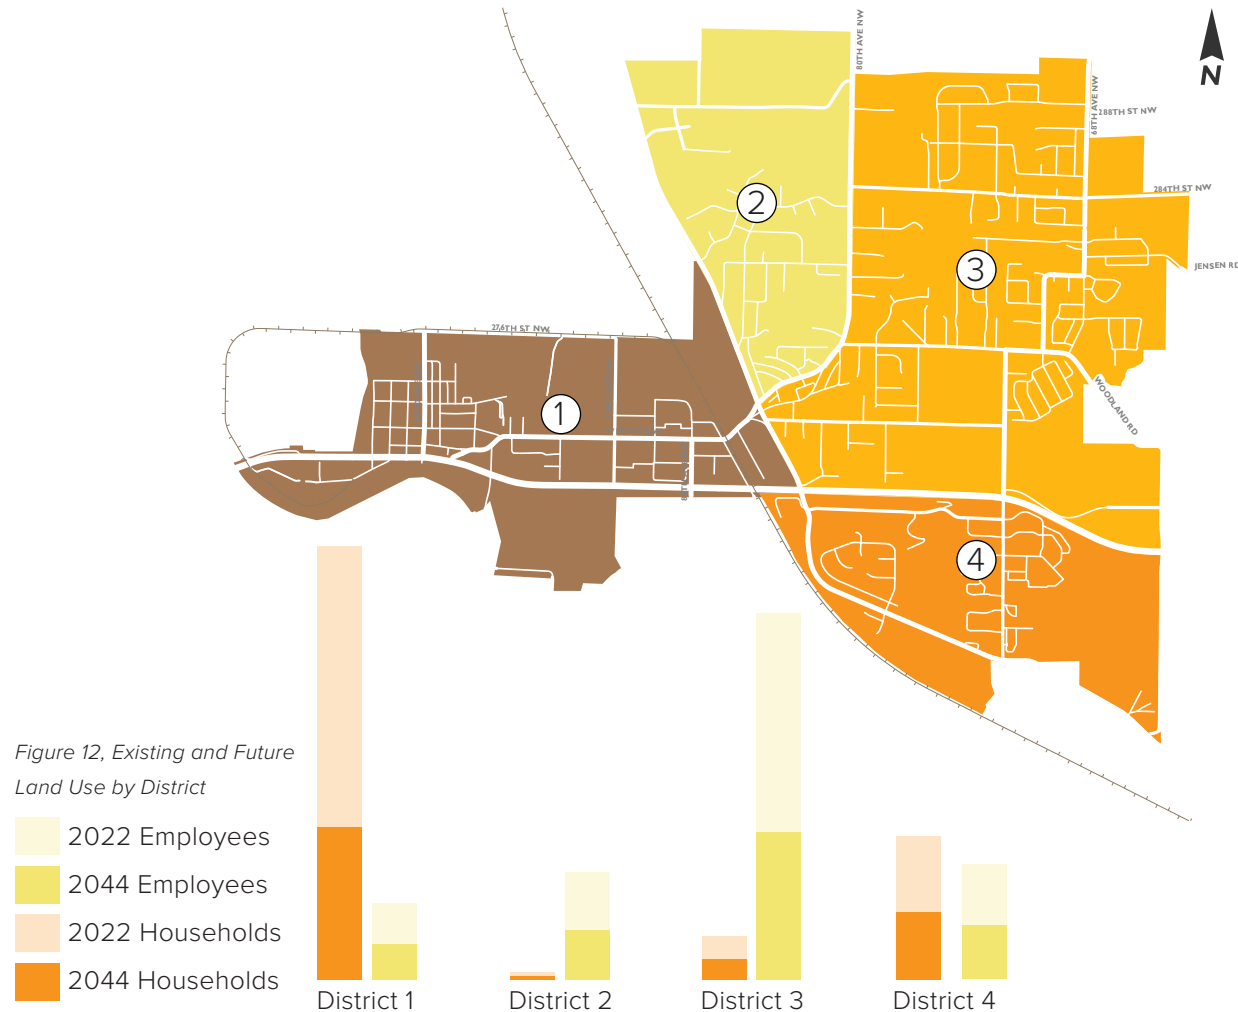 80TH AVE NW
N
68TH AVE NW
288TH ST NW
284TH ST NW
2
3
JENSEN RD
276TH ST NW
1
WOODLAND RD
4
Figure 12, Existing and Future
Land Use by District
2022 Employees
2044 Employees
2022 Households
2044 Households
District 1
District 2
District 3
District 4